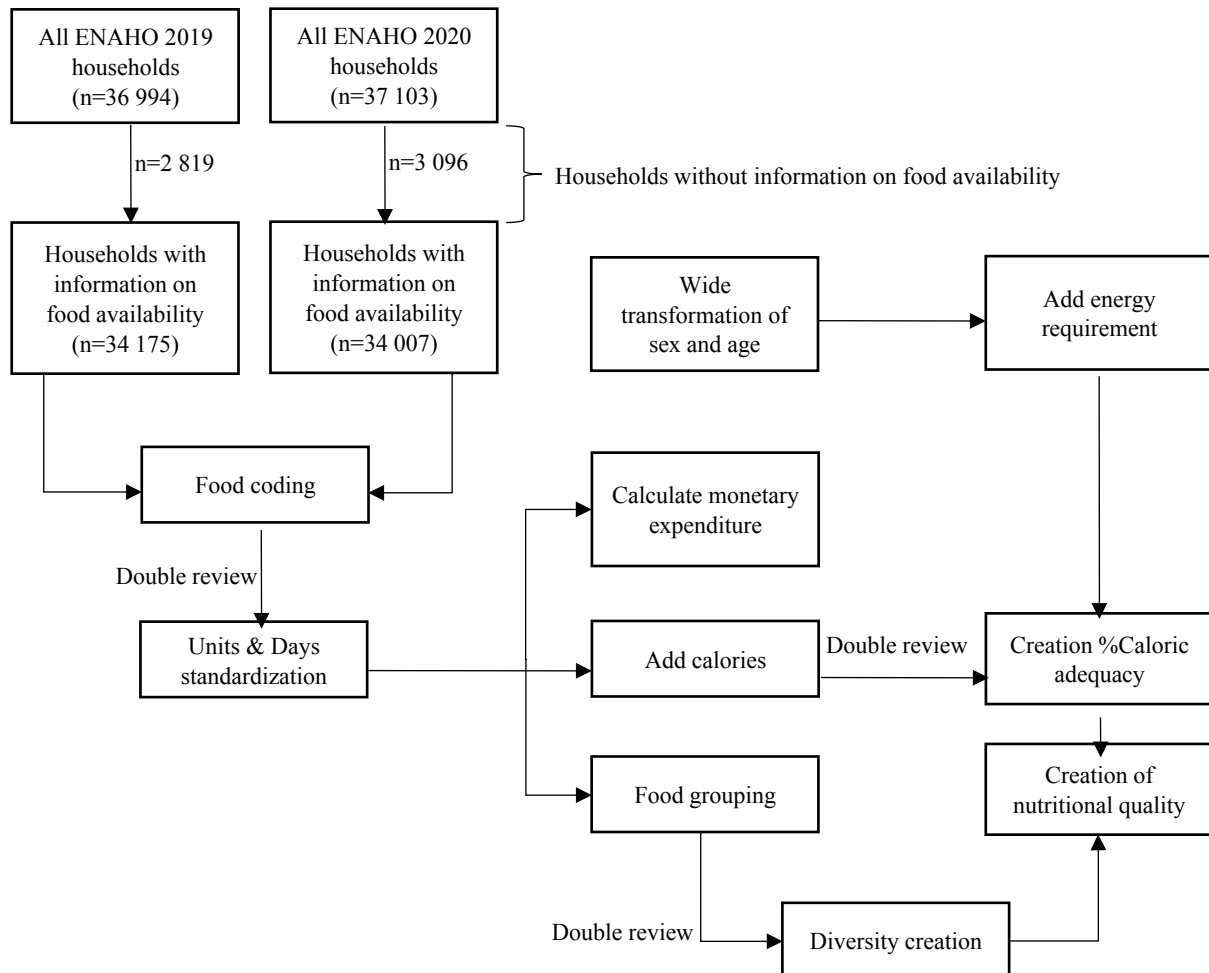 All ENAHO 2019
households
(n=36 994)
All ENAHO 2020
households
(n=37 103)
n=2 819
n=3 096
Households without information on food availability
Households with
information on
food availability
(n=34 175)
Households with
information on
food availability
(n=34 007)
Wide
transformation of
sex and age
Add energy
requirement
Food coding
Calculate monetary
expenditure
Double review
Units & Days
standardization
Add calories
Double review
Creation %Caloric
adequacy
Food grouping
Creation of
nutritional quality
Double review
Diversity creation